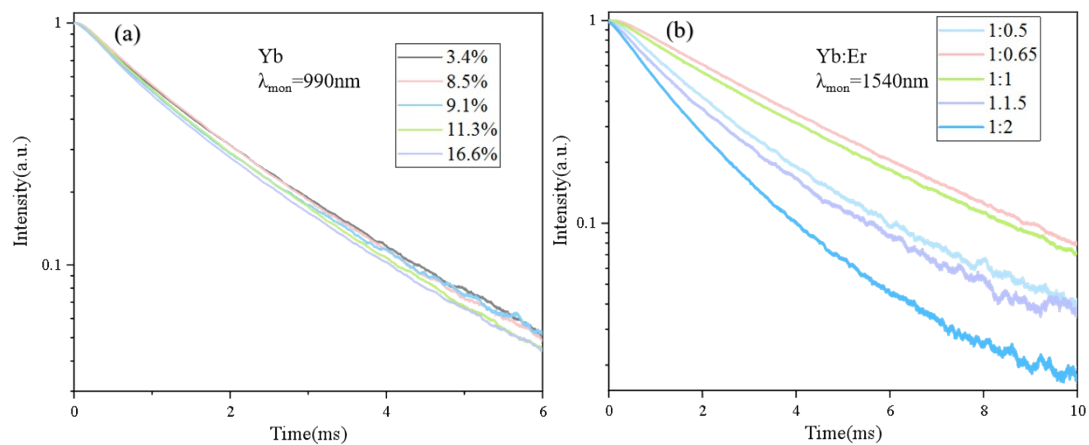 (a)
Yb
λmon=990nm
3.4%
8.5%
9.1%
11.3%
16.6%
1
0.1
Intensity(a.u.)
0 2 4 6
Time(ms)
(b)
Yb:Er
λmon=1540nm
1:0.5
1:0.65
1:1
1.1.5
1:2
1
0.1
Intensity(a.u.)
0 2 4 6 8 10
Time(ms)